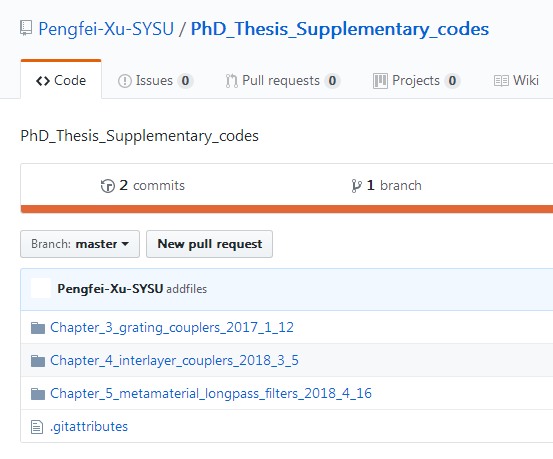 Pengfei-Xu-SYSU / PhD_Thesis_Supplementary_codes
Code Issues 0 Pull requests 0 Projects 0 Wiki
PhD_Thesis_Supplementary_codes
2 commits 1 branch
Branch: master New pull request
Pengfei-Xu-SYSU addfiles
Chapter_3_grating_couplers_2017_1_12
Chapter_4_interlayer_couplers_2018_3_5
Chapter_5_metamaterial_longpass_filters_2018_4_16
.gitattributes